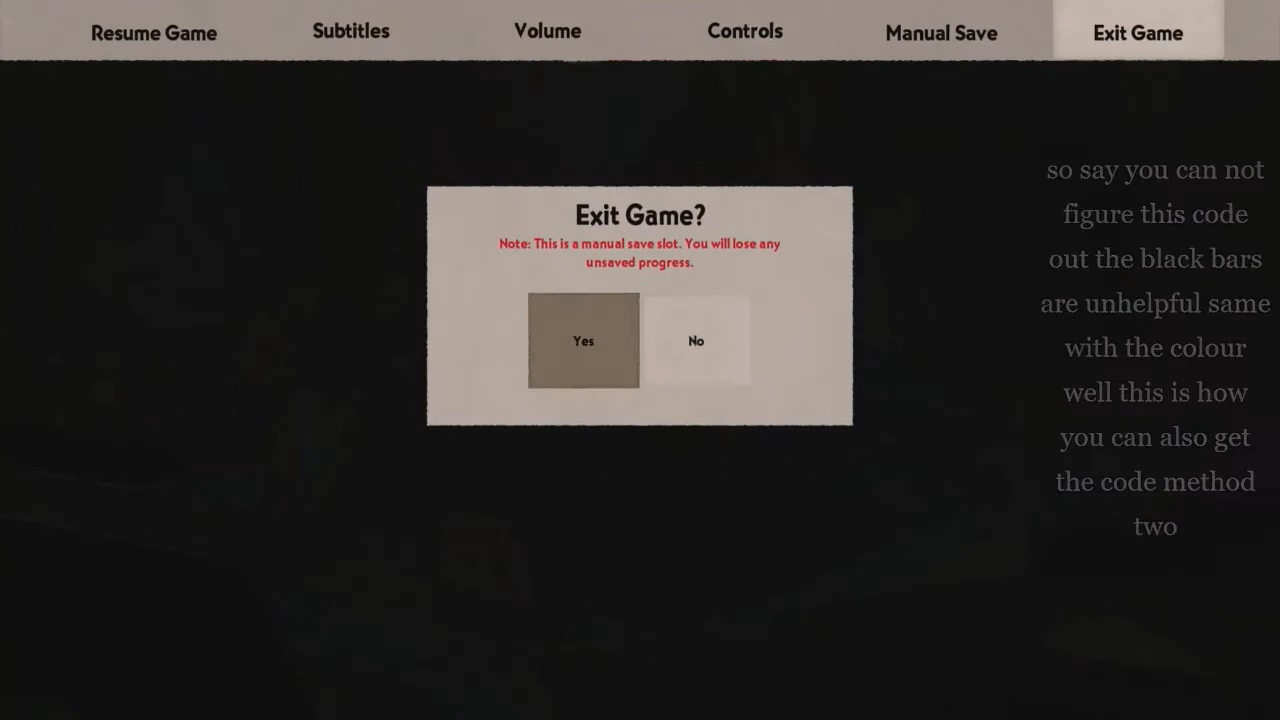 Resume Game
Subtitles
Volume
Controls
Manual Save
Exit Game
Exit Game?
Note: This is a manual save slot. You will lose any
unsaved progress.
Yes
No
so say you can not
figure this code
out the black bars
are unhelpful same
with the colour
well this is how
you can also get
the code method
two